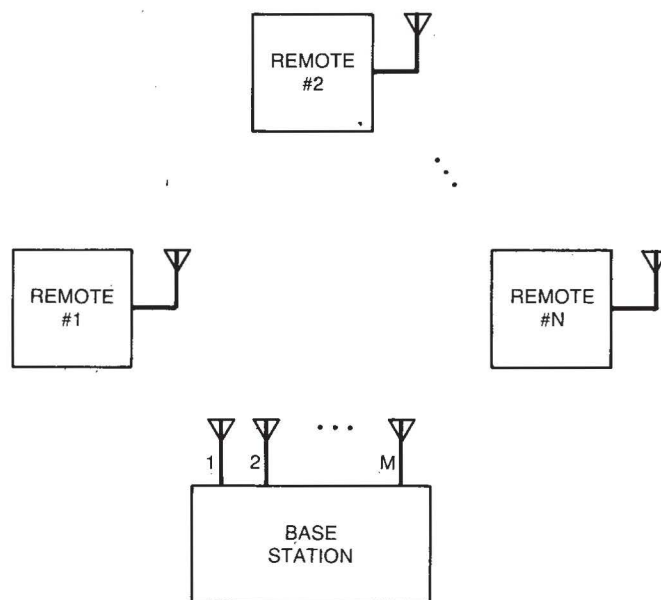 REMOTE
#2
REMOTE
#1
REMOTE
#N
1 2 ... M
BASE
STATION